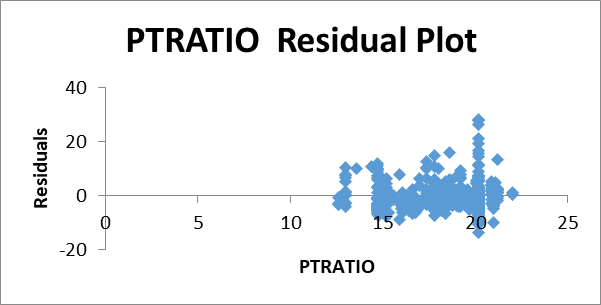 PTRATIO Residual Plot
40
20
0
-20
0 5 10 15 20 25
Residuals
PTRATIO